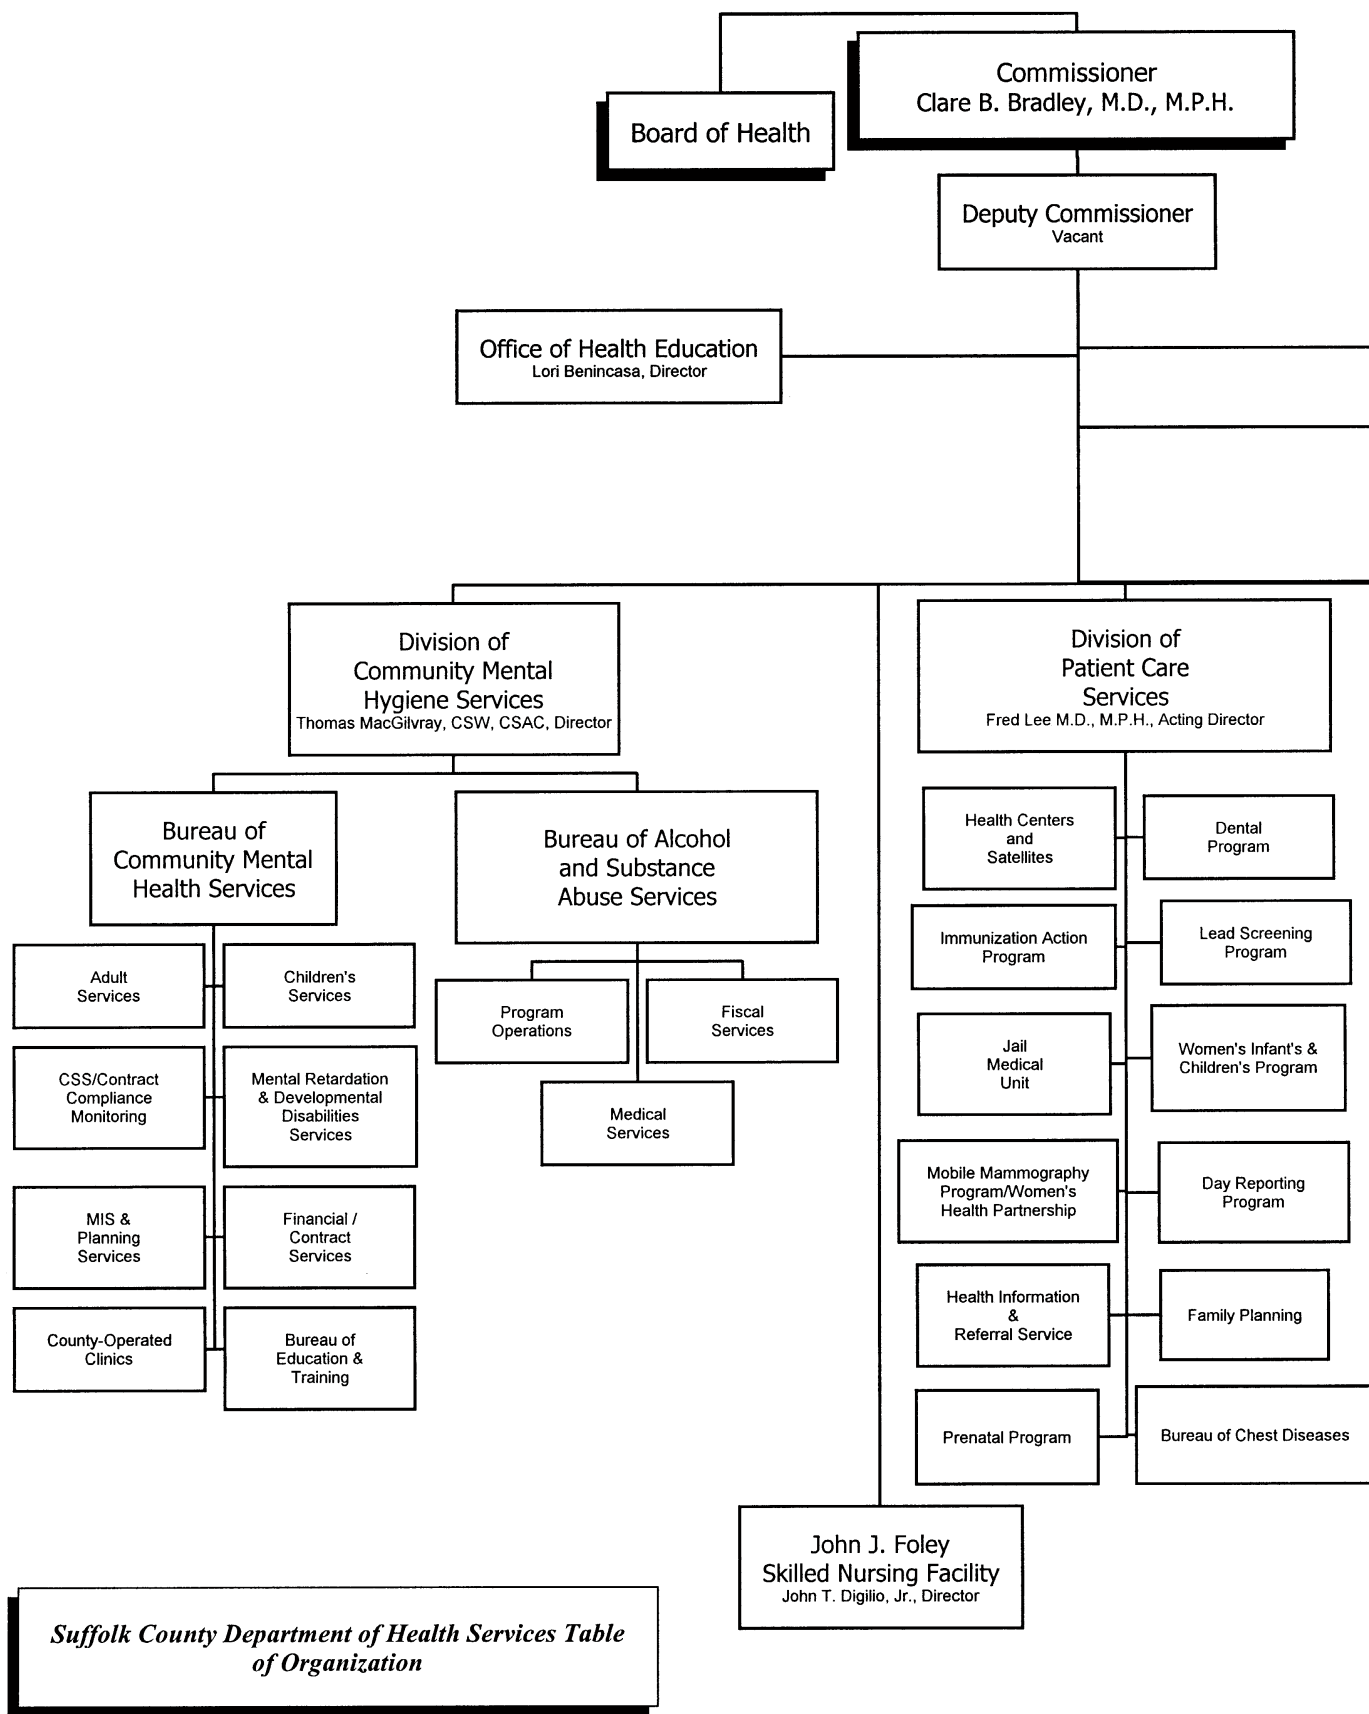 Commissioner
Clare B. Bradley, M.D., M.P.H.
Board of Health
Deputy Commissioner
Vacant
Office of Health Education
Lori Benincasa, Director
Division of
Community Mental
Hygiene Services
Thomas MacGilvray, CSW, CSAC, Director
Division of
Patient Care
Services
Fred Lee M.D., M.P.H., Acting Director
Bureau of
Community Mental
Health Services
Bureau of Alcohol
and Substance
Abuse Services
Adult
Services
Children's
Services
CSS/Contract
Compliance
Monitoring
Mental Retardation
& Developmental
Disabilities
Services
MIS &
Planning
Services
Financial /
Contract
Services
County-Operated
Clinics
Bureau of
Education &
Training
Program
Operations
Fiscal
Services
Medical
Services
Health Centers
and
Satellites
Dental
Program
Immunization Action
Program
Lead Screening
Program
Jail
Medical
Unit
Women's Infant's &
Children's Program
Mobile Mammography
Program/Women's
Health Partnership
Day Reporting
Program
Health Information
&
Referral Service
Family Planning
Prenatal Program
Bureau of Chest Diseases
John J. Foley
Skilled Nursing Facility
John T. Digilio, Jr., Director
Suffolk County Department of Health Services Table
of Organization